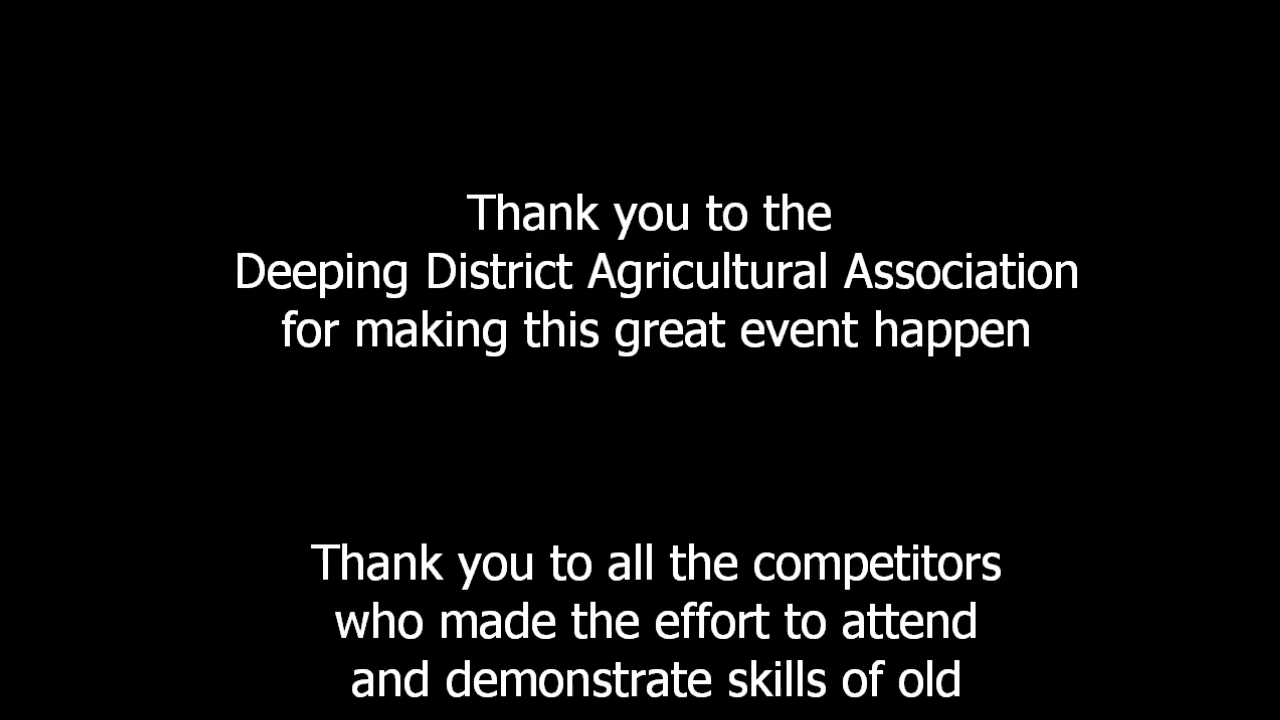 Thank you to the
Deeping District Agricultural Association
for making this great event happen
Thank you to all the competitors
who made the effort to attend
and demonstrate skills of old